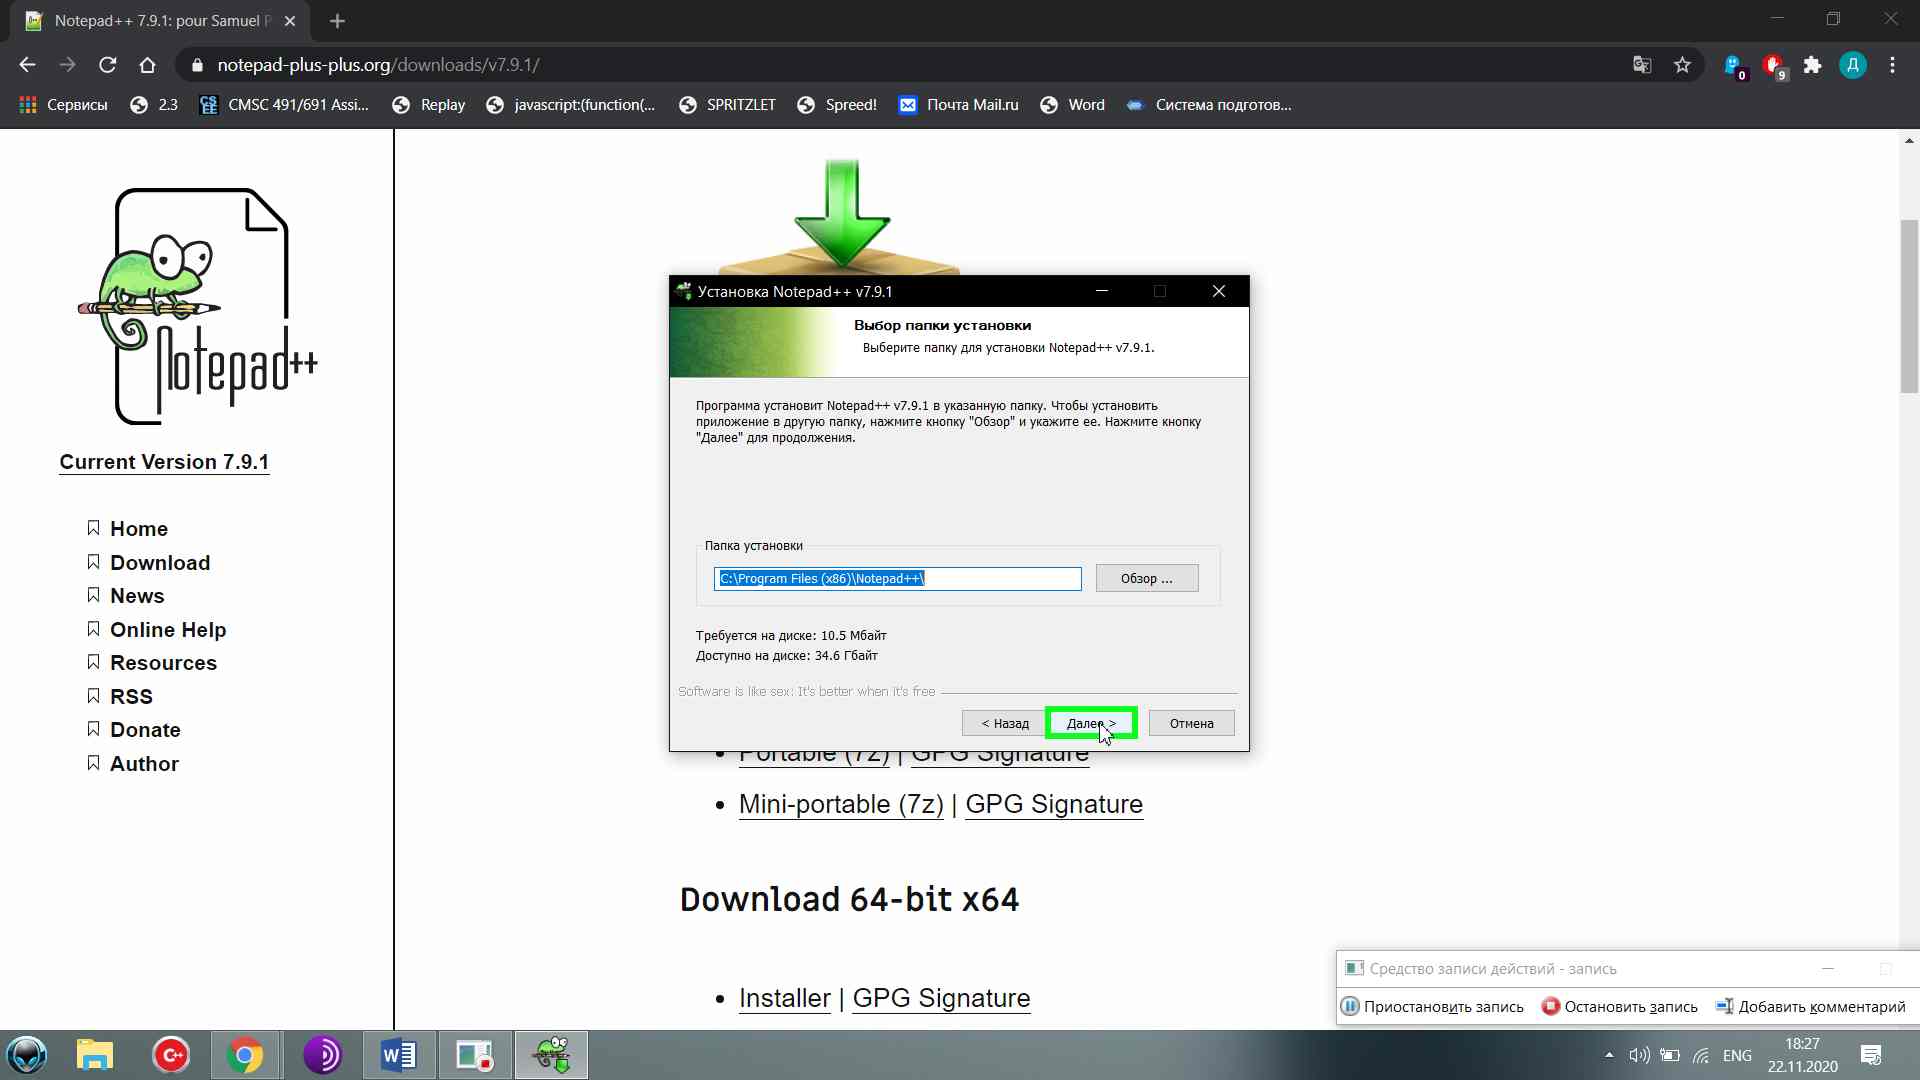 Notepad++ 7.9.1: pour Samuel P
notepad-plus-plus.org/downloads/v7.9.1/
0
9
Д
Сервисы
2.3
CMSC 491/691 Assi...
Replay
javascript:(function(...
SPRITZLET
Spreed!
Почта Mail.ru
Word
Система подготов...
Notepad++
Current Version 7.9.1
Home
Download
News
Online Help
Resources
RSS
Donate
Author
Установка Notepad++ v7.9.1
Выбор папки установки
Выберите папку для установки Notepad++ v7.9.1.
Программа установит Notepad++ v7.9.1 в указанную папку. Чтобы установить
приложение в другую папку, нажмите кнопку "Обзор" и укажите ее. Нажмите кнопку
"Далее" для продолжения.
Папка установки
C:\Program Files (x86)\Notepad++\
Обзор ...
Требуется на диске: 10.5 Мбайт
Доступно на диске: 34.6 Гбайт
Software is like sex: It's better when it's free
< Назад
Далее >
Отмена
Portable (7z) | GPG Signature
Mini-portable (7z) | GPG Signature
Download 64-bit x64
Installer | GPG Signature
Средство записи действий - запись
Приостановить запись
Остановить запись
Добавить комментарий
ENG
18:27
22.11.2020